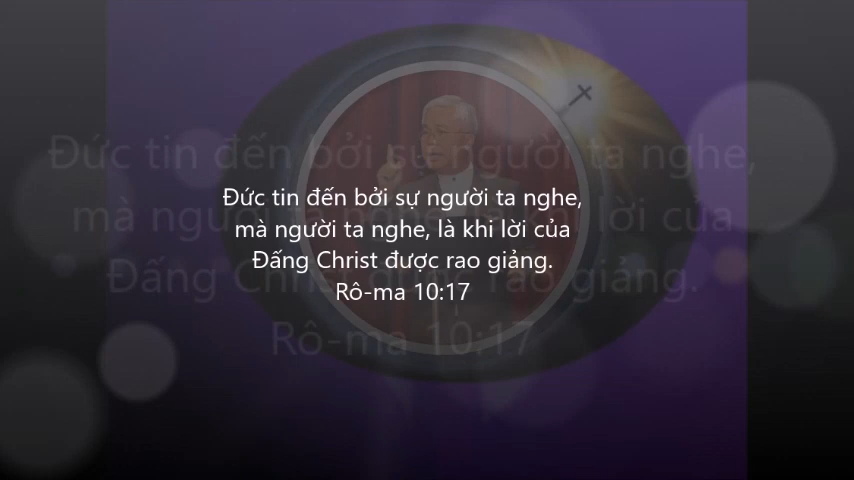 Đức tin đến bởi sự người ta nghe,
mà người ta nghe, là khi lời của
Đấng Christ được rao giảng.
Rô-ma 10:17